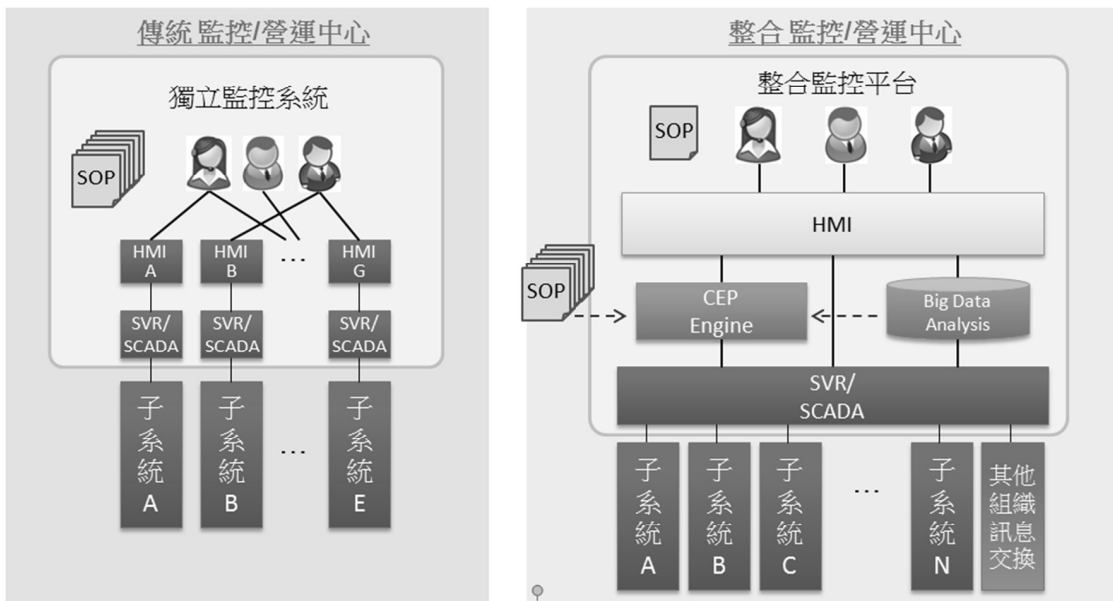 傳統 監控/營運中心
獨立監控系統
SOP
HMI
A
HMI
B
...
HMI
G
SVR/
SCADA
SVR/
SCADA
SVR/
SCADA
子
系
統
A
子
系
統
B
...
子
系
統
E
整合 監控/營運中心
整合監控平台
SOP
HMI
SOP
CEP
Engine
Big Data
Analysis
SVR/
SCADA
子
系
統
A
子
系
統
B
子
系
統
C
...
子
系
統
N
其他
組織
訊息
交換